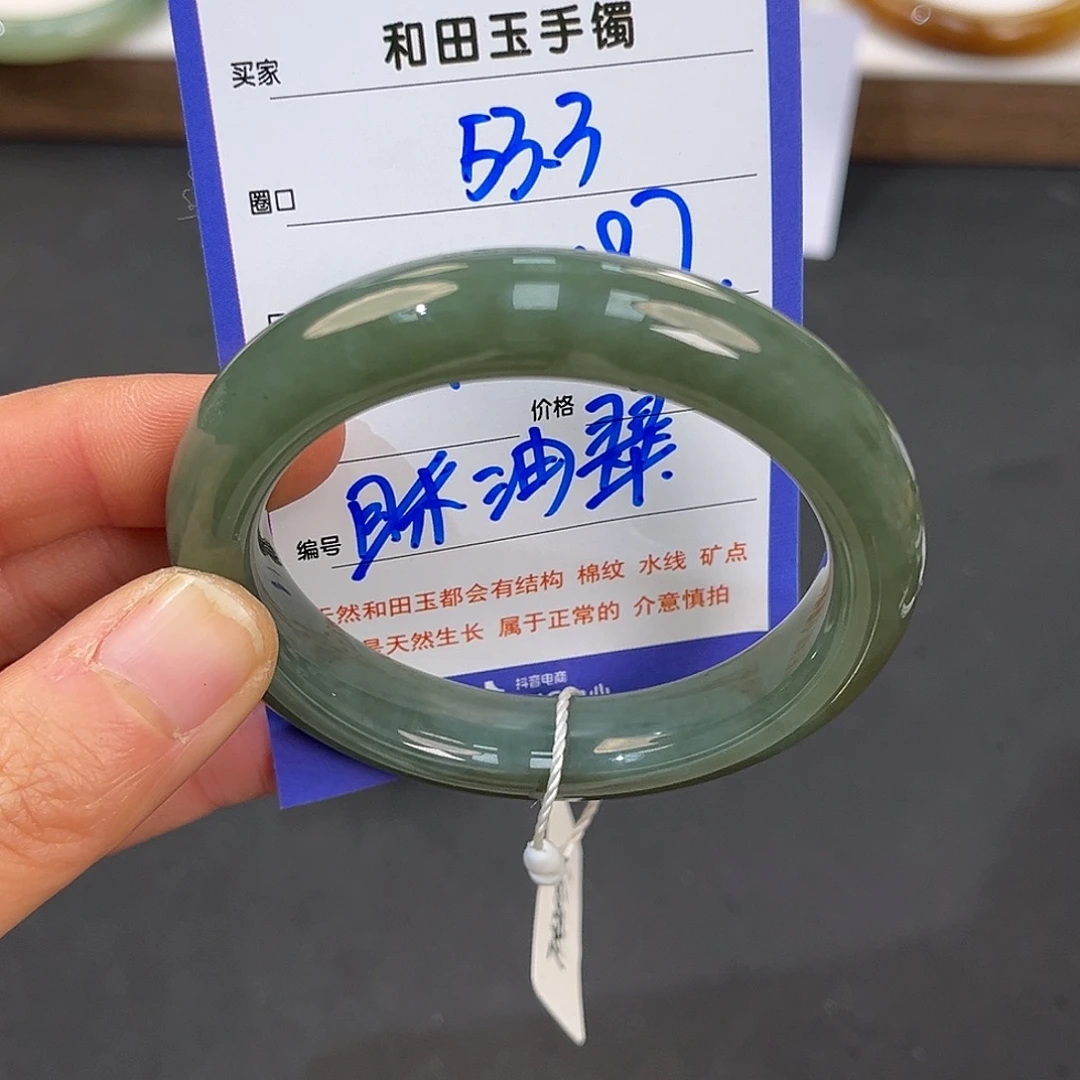 和田玉手镯
买家
53.3
圈口
87
价格
油翠
编号
天然和田玉都会有结构 棉纹 水线 矿点
是天然生长 属于正常的 介意慎拍
抖音电商